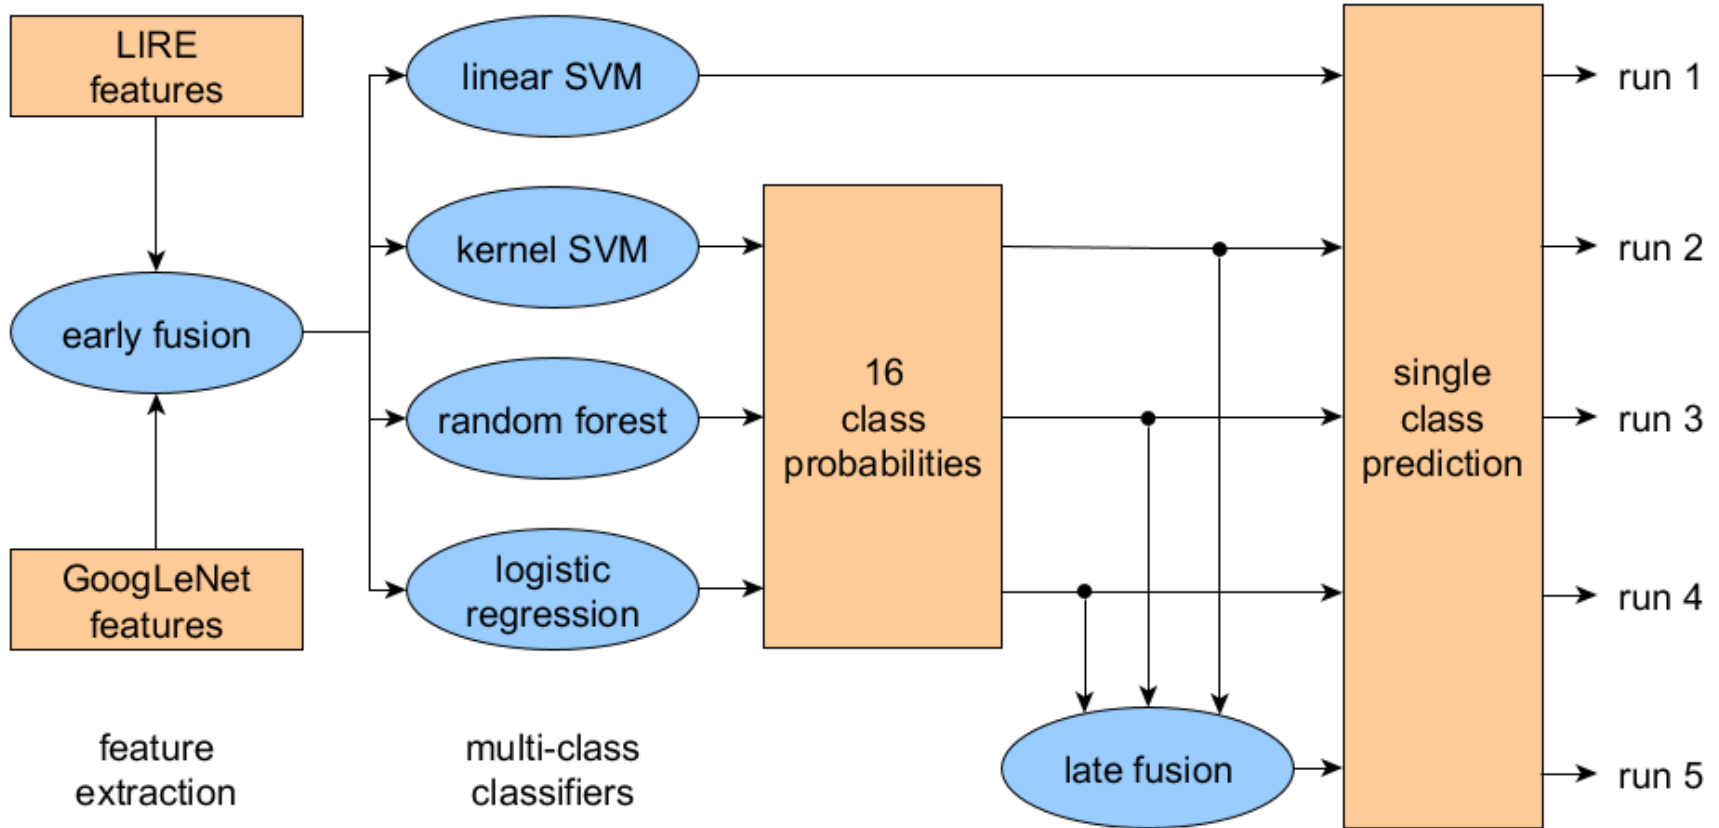 LIRE
features
linear SVM
run 1
kernel SVM
run 2
early fusion
random forest
16
class
probabilities
single
class
prediction
run 3
GoogLeNet
features
logistic
regression
run 4
feature
extraction
multi-class
classifiers
late fusion
run 5